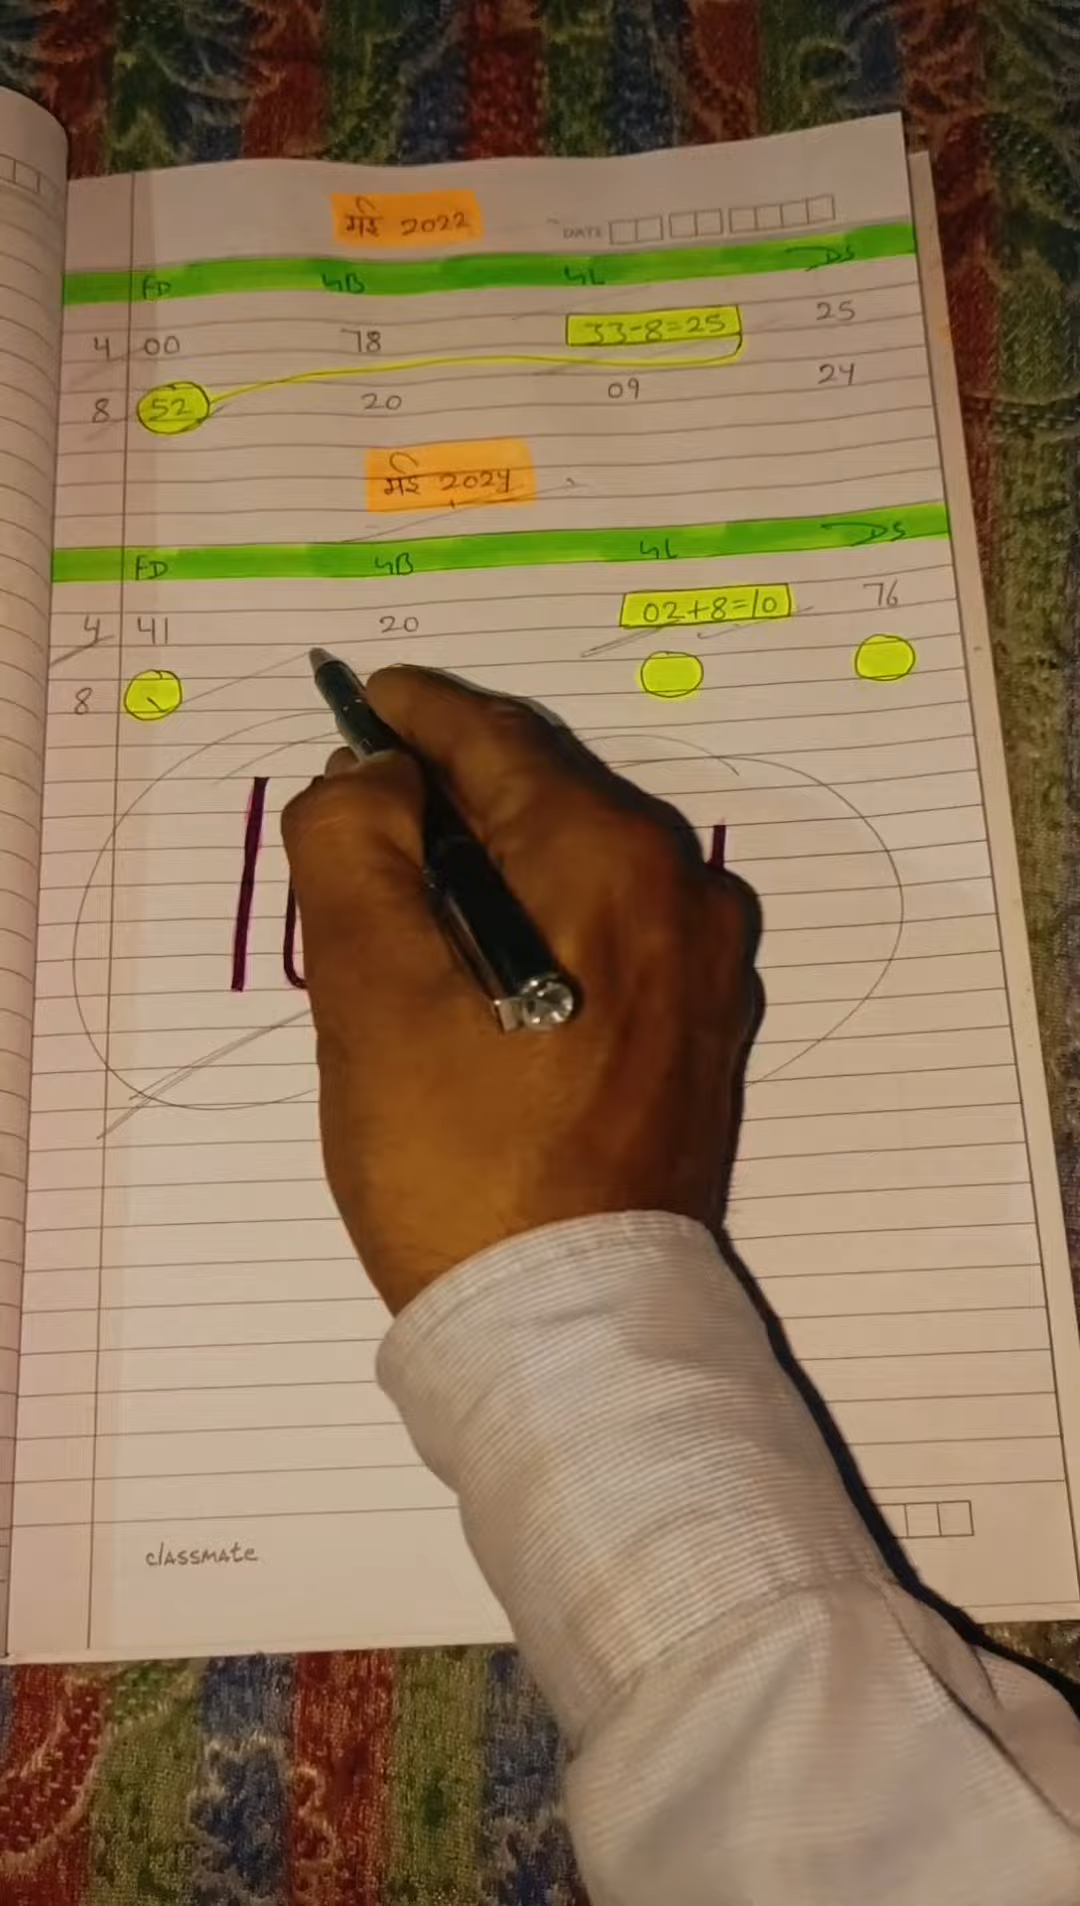 मई 2022
DATE
FD GB GL DS
4 00 78 33-8=25 25
8 52 20 09 24
मई 2024
FD GB GL DS
4 41 20 02+8=10 76
8
classmate